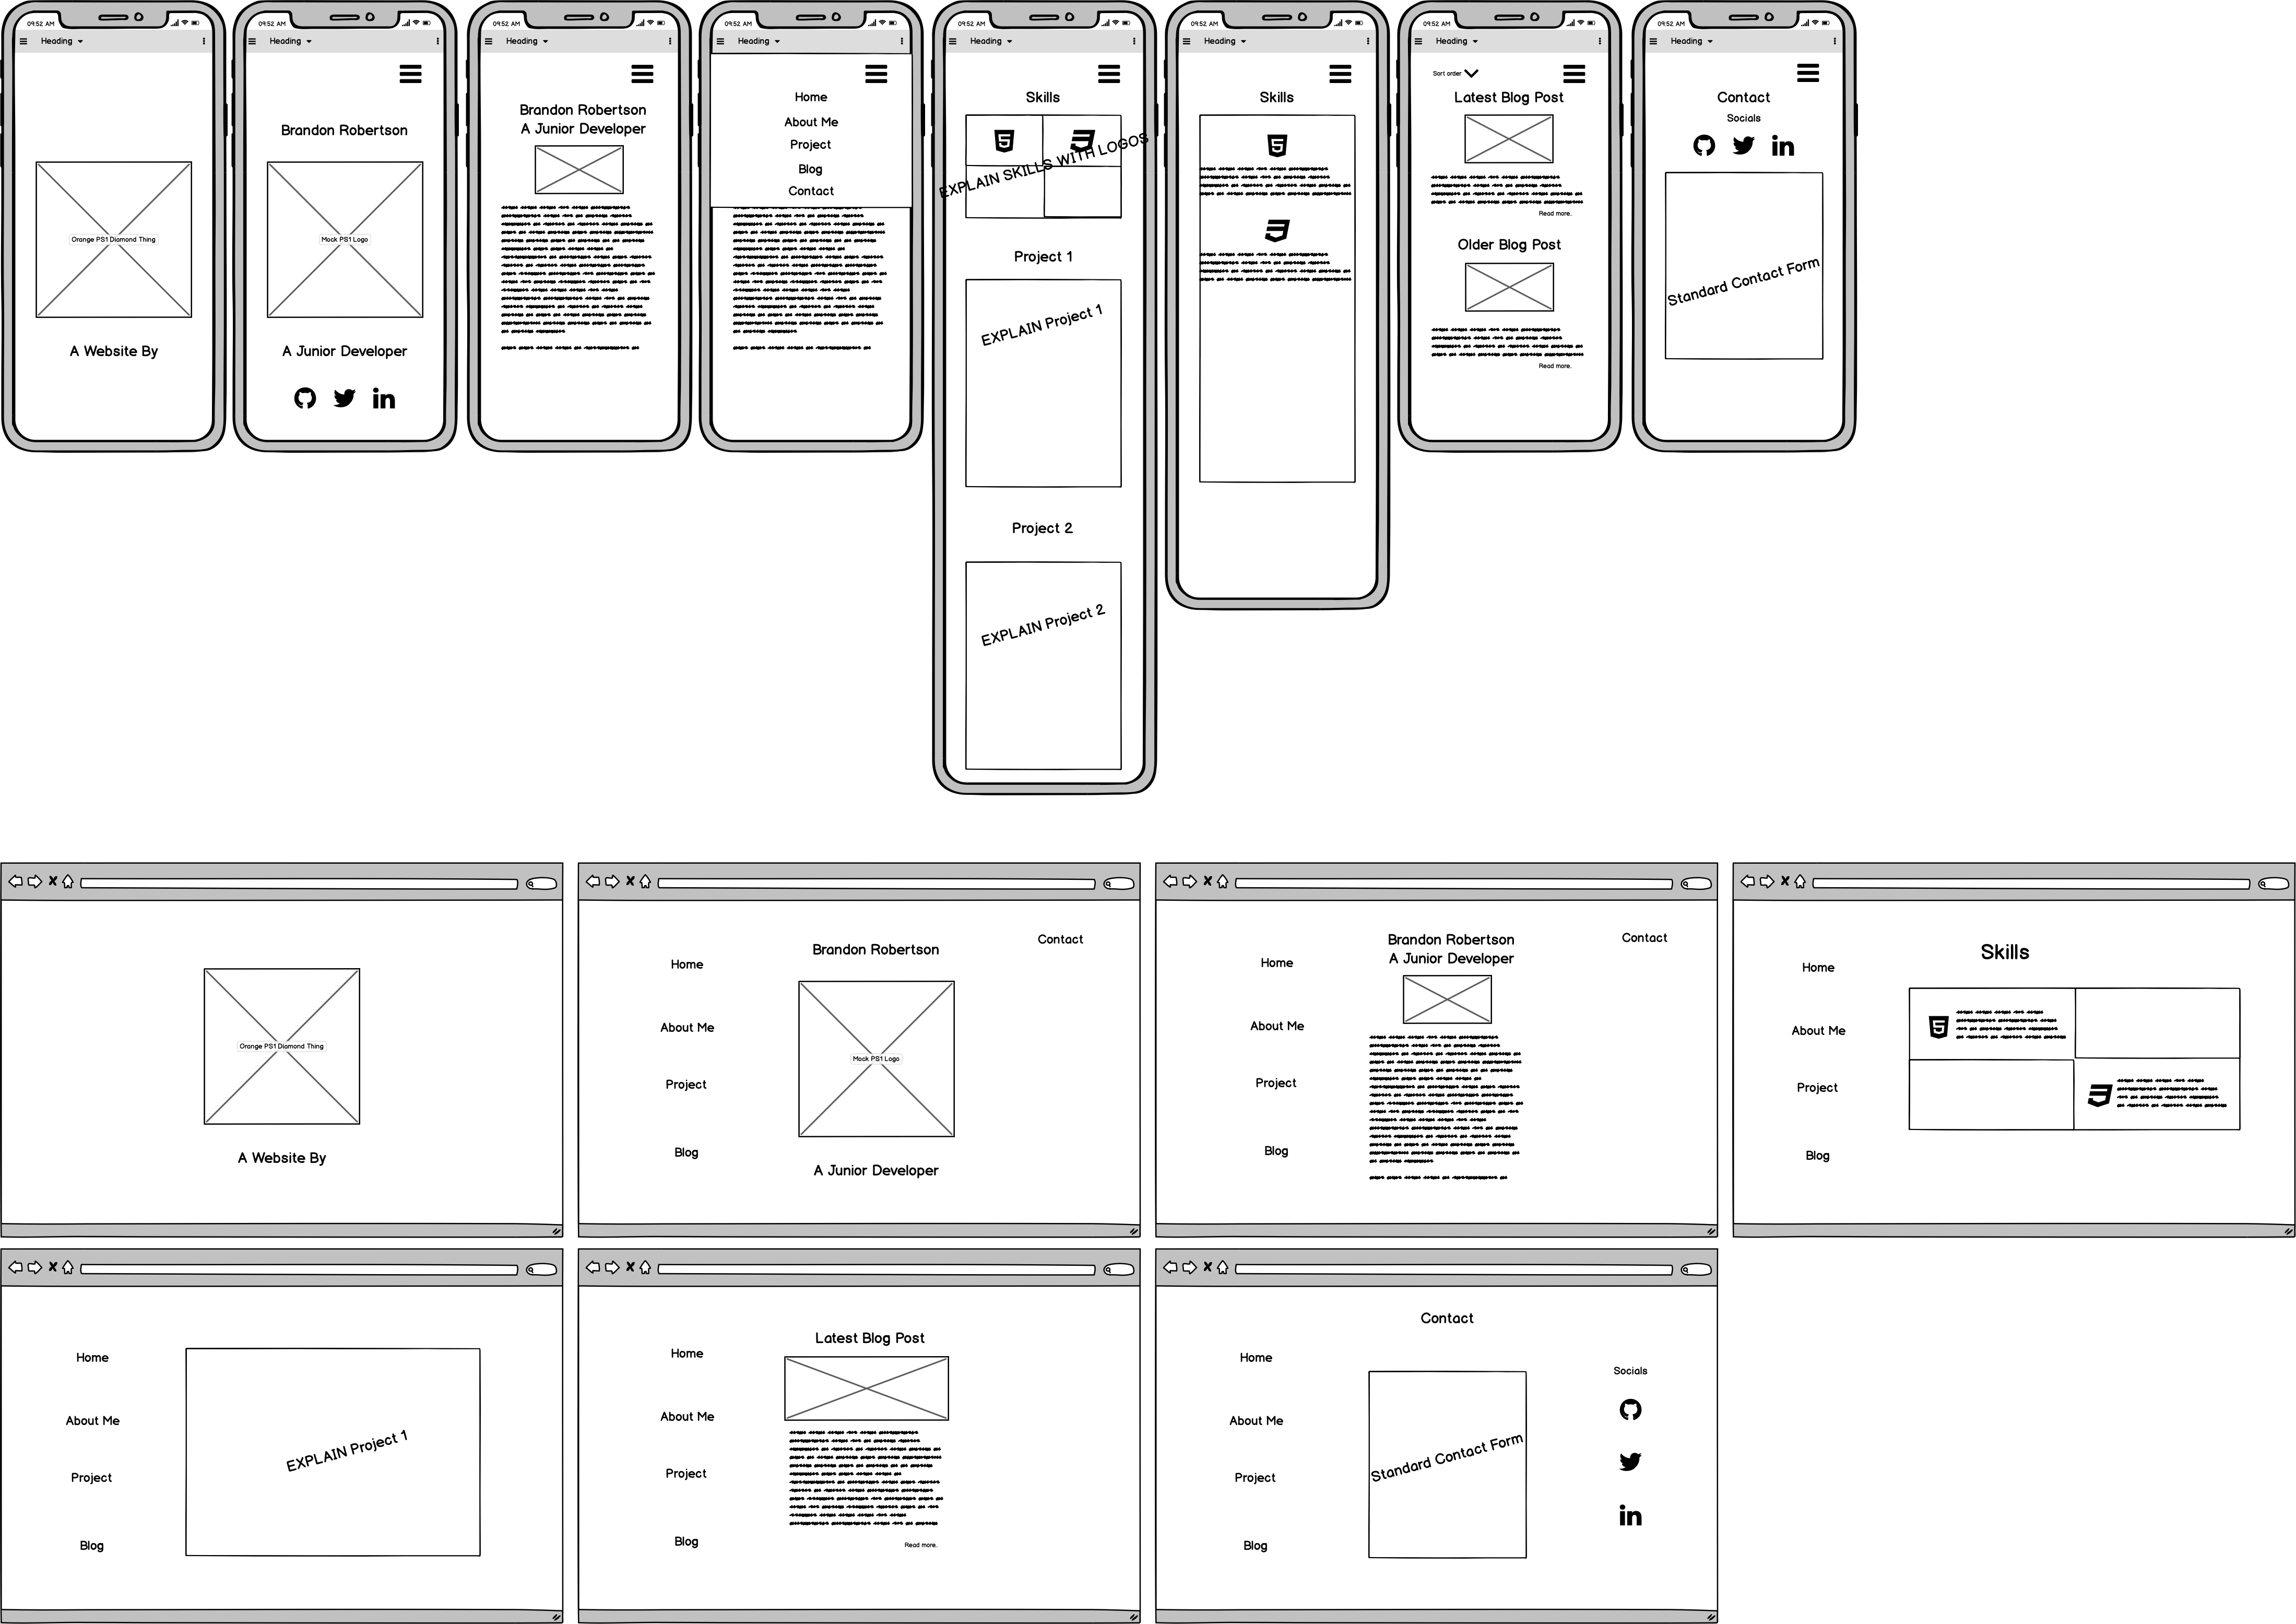 09:52 AM
Heading
Orange PS1 Diamond Thing
A Website By
09:52 AM
Heading
Brandon Robertson
Mock PS1 Logo
A Junior Developer
in
09:52 AM
Heading
Brandon Robertson
A Junior Developer
09:52 AM
Heading
Home
About Me
Project
Blog
Contact
09:52 AM
Heading
Skills
5
EXPLAIN SKILLS WITH LOGOS
Project 1
EXPLAIN Project 1
Project 2
EXPLAIN Project 2
09:52 AM
Heading
Skills
5
09:52 AM
Heading
Sort order
Latest Blog Post
Read more.
Older Blog Post
Read more.
09:52 AM
Heading
Contact
Socials
in
Standard Contact Form
Orange PS1 Diamond Thing
A Website By
Contact
Brandon Robertson
Home
About Me
Mock PS1 Logo
Project
Blog
A Junior Developer
Contact
Brandon Robertson
A Junior Developer
Home
About Me
Project
Blog
Skills
Home
About Me
Project
Blog
5
Home
About Me
Project
Blog
EXPLAIN Project 1
Latest Blog Post
Home
About Me
Project
Blog
Read more.
Contact
Home
About Me
Project
Blog
Standard Contact Form
Socials
in